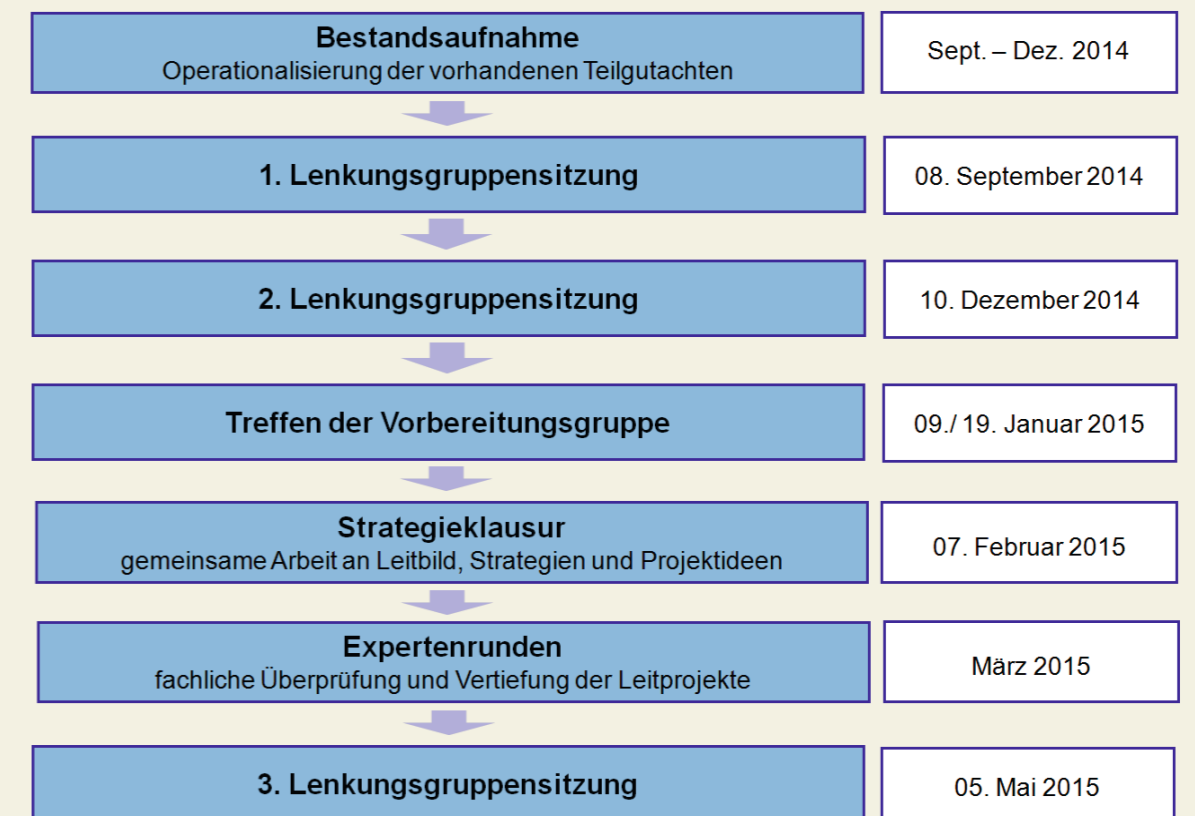 Bestandsaufnahme
Operationalisierung der vorhandenen Teilgutachten
Sept. – Dez. 2014
1. Lenkungsgruppensitzung
08. September 2014
2. Lenkungsgruppensitzung
10. Dezember 2014
Treffen der Vorbereitungsgruppe
09./ 19. Januar 2015
Strategieklausur
gemeinsame Arbeit an Leitbild, Strategien und Projektideen
07. Februar 2015
Expertenrunden
fachliche Überprüfung und Vertiefung der Leitprojekte
März 2015
3. Lenkungsgruppensitzung
05. Mai 2015